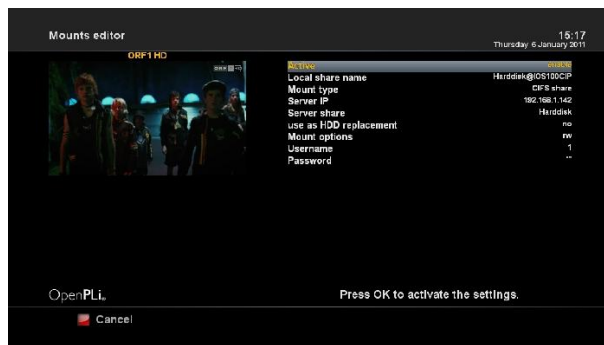 Mounts editor
15:17
Thursday 6 January 2011
ORF1 HD
Active enable
Local share name Harddisk@IOS100CIP
Mount type CIFS share
Server IP 192.168.1.142
Server share Harddisk
use as HDD replacement no
Mount options rw
Username 1
Password
OpenPLi.
Press OK to activate the settings.
Cancel